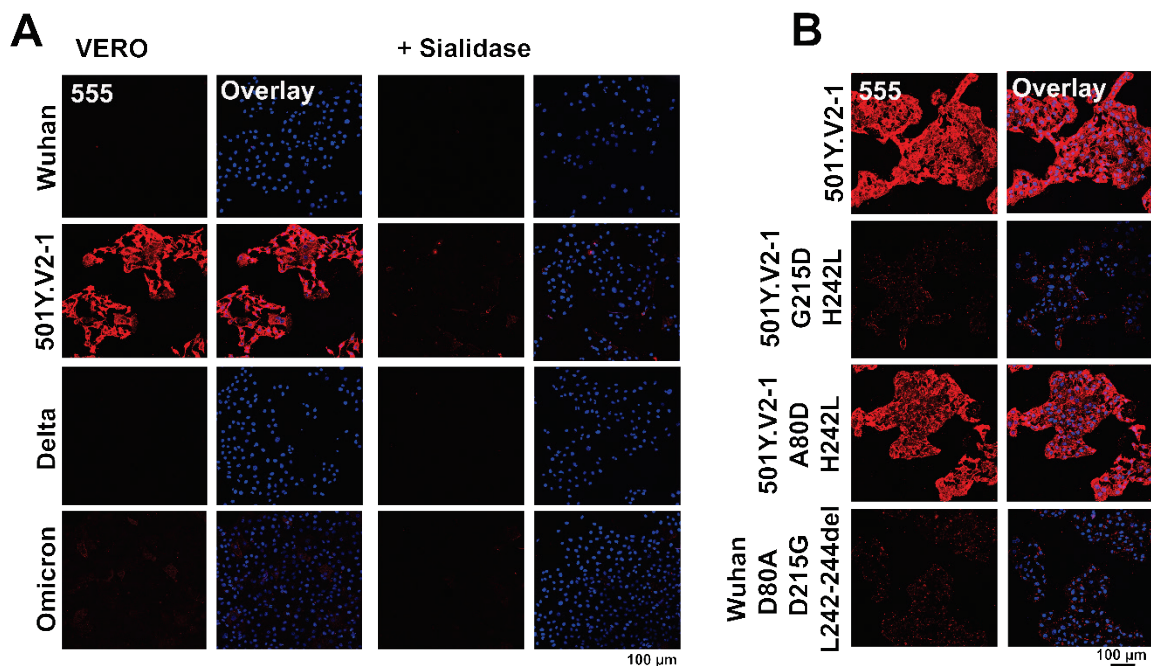 A
VERO
+ Sialidase
555
Overlay
Wuhan
501Y.V2-1
Delta
Omicron
100 µm
B
555
Overlay
501Y.V2-1
501Y.V2-1
G215D
H242L
501Y.V2-1
A80D
H242L
Wuhan
D80A
D215G
L242-244del
100 µm